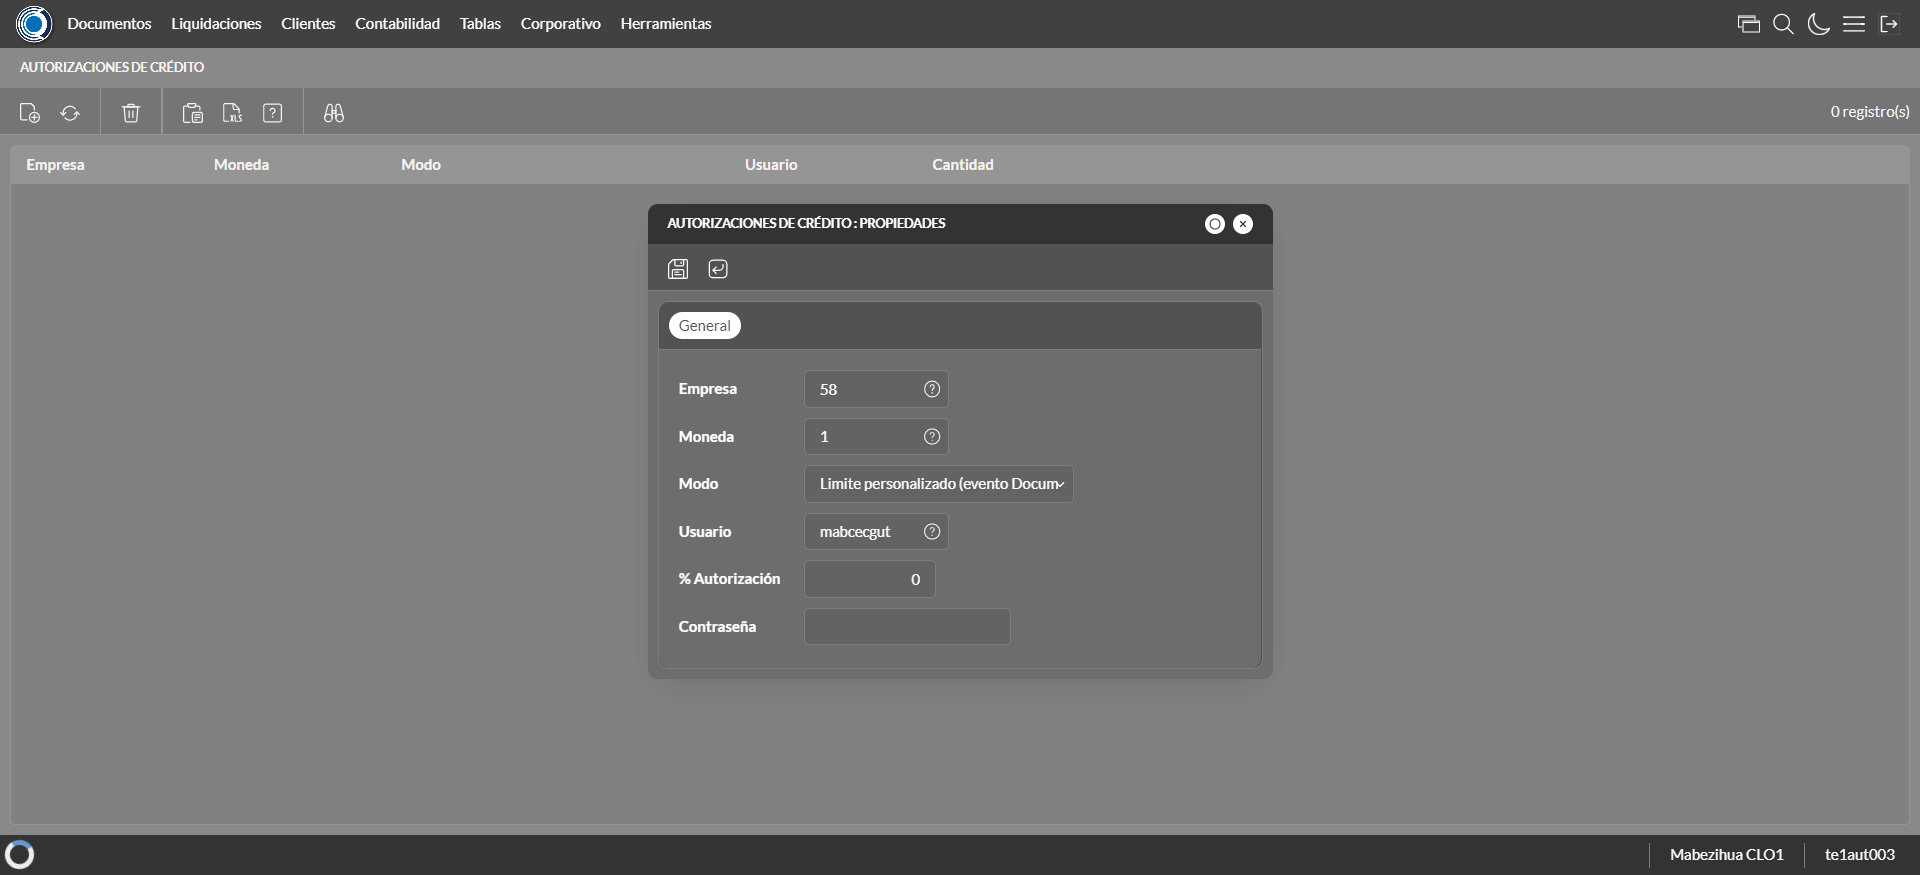 Documentos Liquidaciones Clientes Contabilidad Tablas Corporativo Herramientas
AUTORIZACIONES DE CRÉDITO
XLS ? 0 registro(s)
Empresa Moneda Modo Usuario Cantidad
AUTORIZACIONES DE CRÉDITO : PROPIEDADES
General
Empresa 58 ?
Moneda 1 ?
Modo Limite personalizado (evento Docum
Usuario mabcecgut ?
% Autorización 0
Contraseña
Mabezihua CLO1 te1aut003